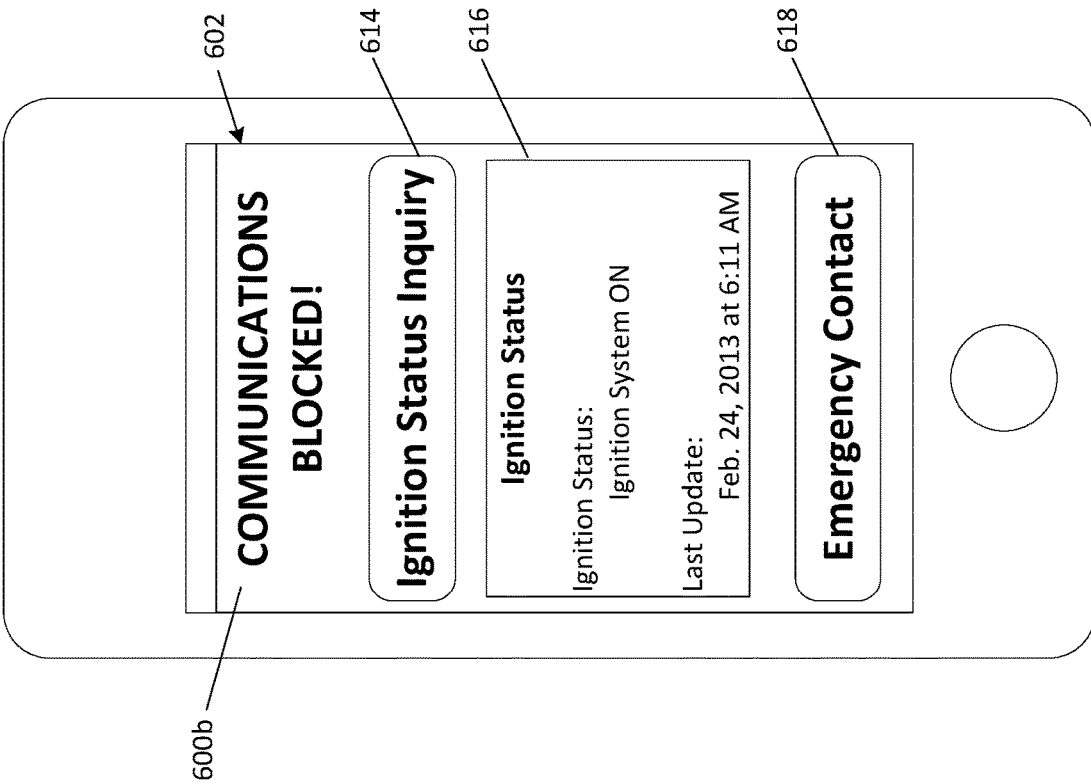 600b
602
COMMUNICATIONS
BLOCKED!
614
Ignition Status Inquiry
616
Ignition Status
Ignition Status:
Ignition System ON
Last Update:
Feb. 24, 2013 at 6:11 AM
618
Emergency Contact